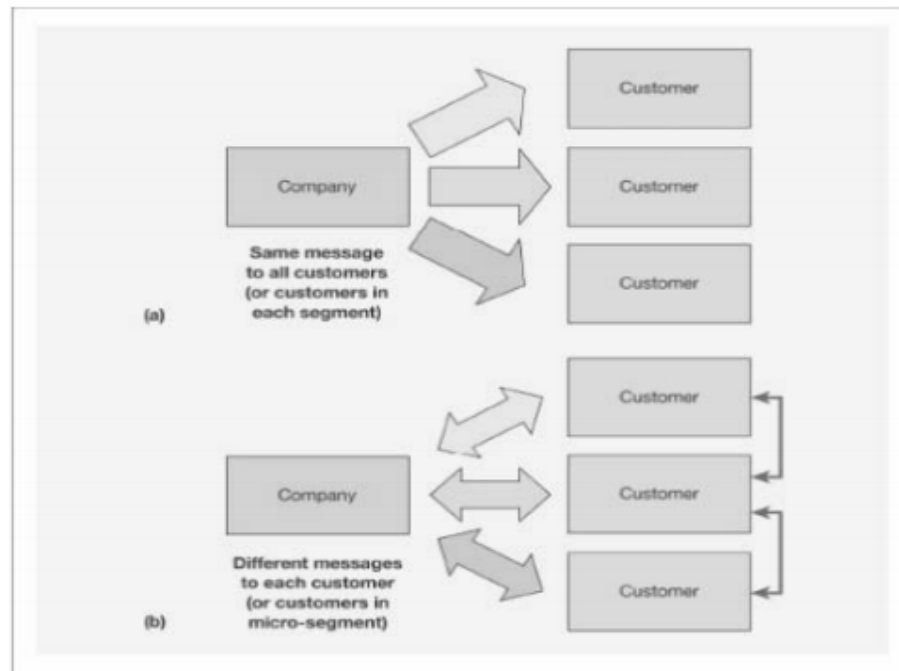 Customer
Company
Customer
Same message
to all customers
(or customers in
each segment)
Customer
(a)
Customer
Company
Customer
Different messages
to each customer
(or customers in
micro-segment)
Customer
(b)